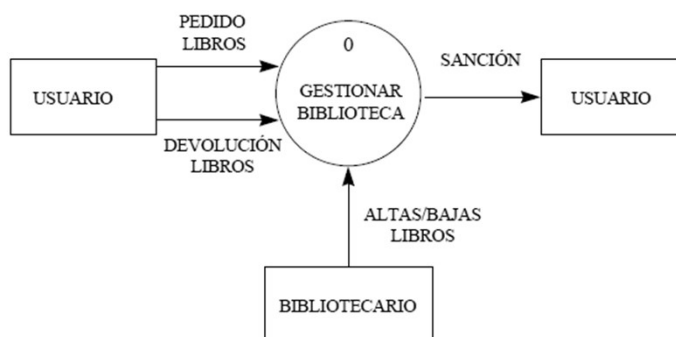 PEDIDO
LIBROS
0
SANCIÓN
USUARIO
GESTIONAR
BIBLIOTECA
USUARIO
DEVOLUCIÓN
LIBROS
ALTAS/BAJAS
LIBROS
BIBLIOTECARIO